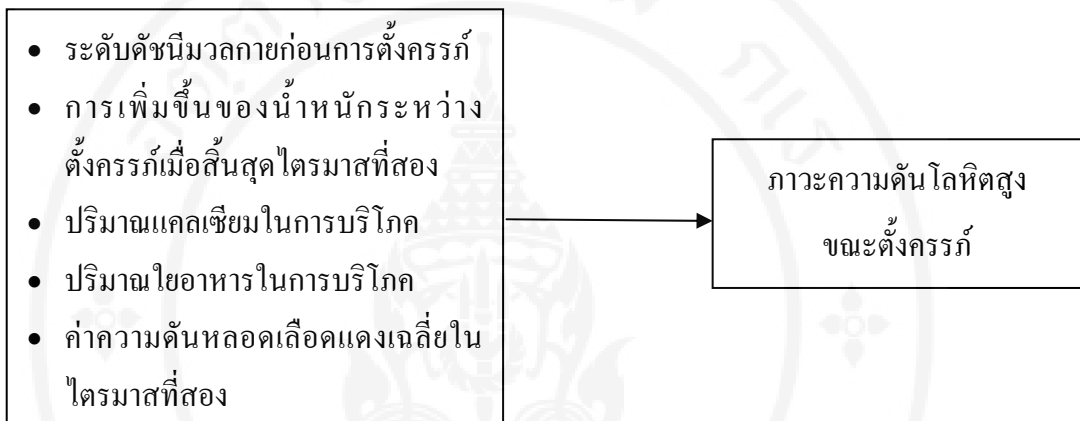 • ระดับดัชนีมวลกายก่อนการตั้งครรภ์
• การเพิ่มขึ้นของน้ำหนักระหว่าง
ตั้งครรภ์เมื่อสิ้นสุดไตรมาสที่สอง
• ปริมาณแคลเซียมในการบริโภค
• ปริมาณใยอาหารในการบริโภค
• ค่าความดันหลอดเลือดแดงเฉลี่ยใน
ไตรมาสที่สอง
ภาวะความดันโลหิตสูง
ขณะตั้งครรภ์